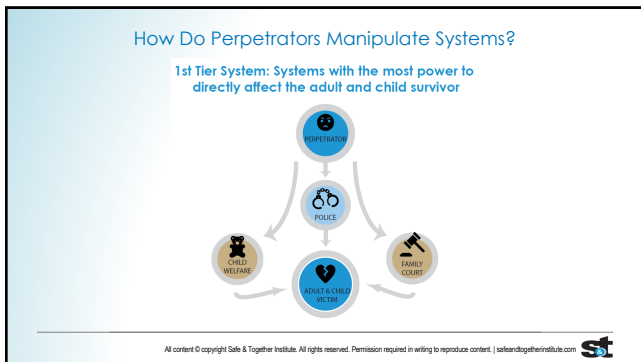 How Do Perpetrators Manipulate Systems?
1st Tier System: Systems with the most power to
directly affect the adult and child survivor
PERPETRATOR
POLICE
CHILD
WELFARE
FAMILY
COURT
ADULT & CHILD
VICTIM
All content © copyright Safe & Together Institute. All rights reserved. Permission required in writing to reproduce content. | safeandtogetherinstitute.com
s&t